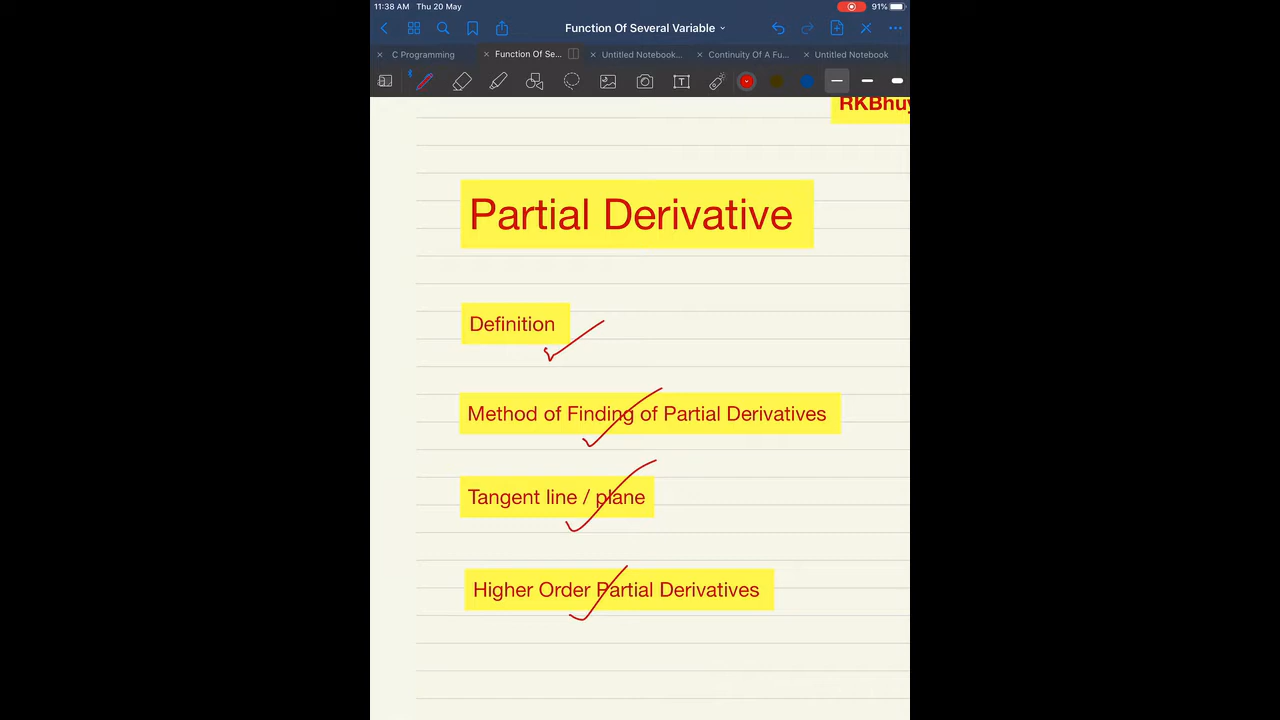 11:38 AM Thu 20 May 91%
Function Of Several Variable
C Programming Function Of Se... Untitled Notebook... Continuity Of A Fu... Untitled Notebook
RKBhuy
Partial Derivative
Definition
Method of Finding of Partial Derivatives
Tangent line / plane
Higher Order Partial Derivatives